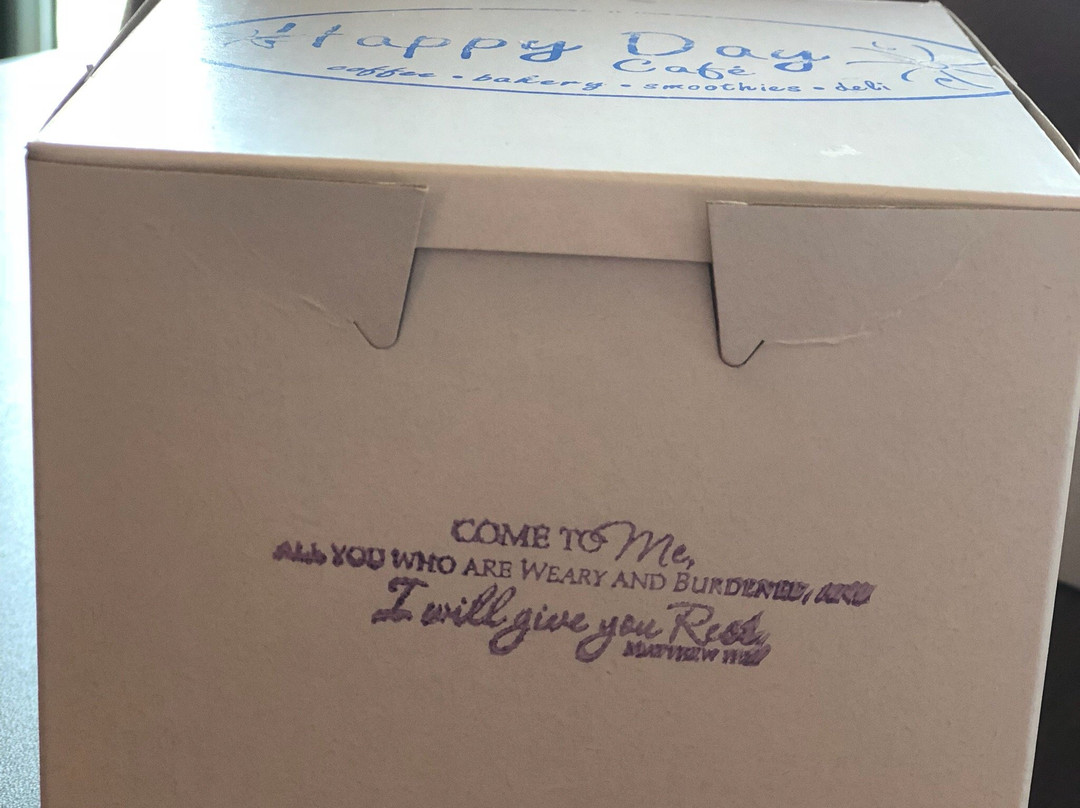 Happy Day
Café
coffee • bakery • smoothies • deli
COME TO Me,
ALL YOU WHO ARE WEARY AND BURDENED, AND
I will give you Rest.
MATTHEW